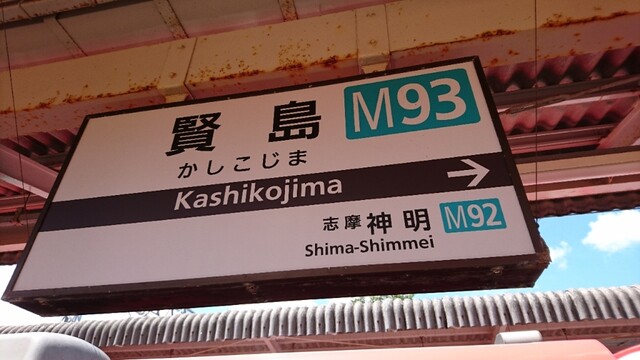 賢島 M93
かしこじま
Kashikojima →
志摩神明 M92
Shima-Shimmei